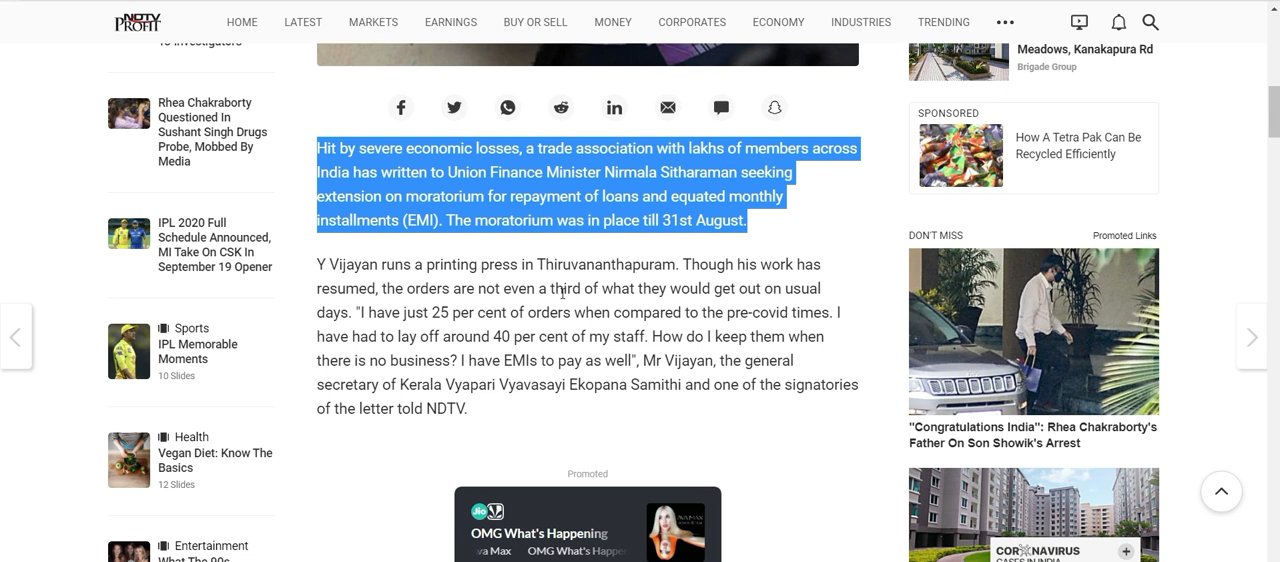 NDTV
PROFIT
HOME
LATEST
MARKETS
EARNINGS
BUY OR SELL
MONEY
CORPORATES
ECONOMY
INDUSTRIES
TRENDING
Rhea Chakraborty
Questioned In
Sushant Singh Drugs
Probe, Mobbed By
Media
IPL 2020 Full
Schedule Announced,
MI Take On CSK In
September 19 Opener
Sports
IPL Memorable
Moments
10 Slides
Health
Vegan Diet: Know The
Basics
12 Slides
Entertainment
Hit by severe economic losses, a trade association with lakhs of members across
India has written to Union Finance Minister Nirmala Sitharaman seeking
extension on moratorium for repayment of loans and equated monthly
installments (EMI). The moratorium was in place till 31st August.
Y Vijayan runs a printing press in Thiruvananthapuram. Though his work has
resumed, the orders are not even a third of what they would get out on usual
days. "I have just 25 per cent of orders when compared to the pre-covid times. I
have had to lay off around 40 per cent of my staff. How do I keep them when
there is no business? I have EMIs to pay as well", Mr Vijayan, the general
secretary of Kerala Vyapari Vyavasayi Ekopana Samithi and one of the signatories
of the letter told NDTV.
Promoted
Jio
OMG What's Happening
va Max OMG What's Happe
AVA MAX
Meadows, Kanakapura Rd
Brigade Group
SPONSORED
How A Tetra Pak Can Be
Recycled Efficiently
DON'T MISS
Promoted Links
"Congratulations India": Rhea Chakraborty's
Father On Son Showik's Arrest
CORONAVIRUS
CASES IN INDIA